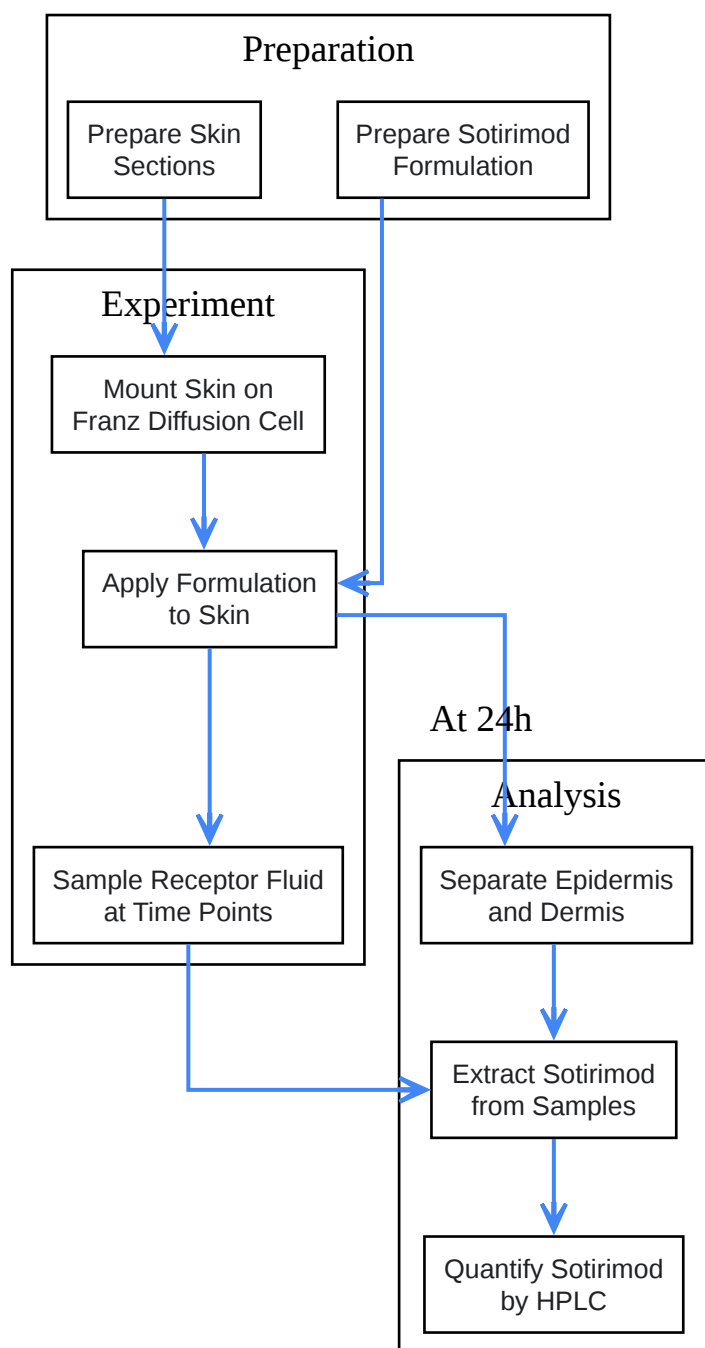 Preparation
Prepare Skin
Sections
Prepare Sotirimod
Formulation
Experiment
Mount Skin on
Franz Diffusion Cell
Apply Formulation
to Skin
At 24h
Analysis
Sample Receptor Fluid
at Time Points
Separate Epidermis
and Dermis
Extract Sotirimod
from Samples
Quantify Sotirimod
by HPLC